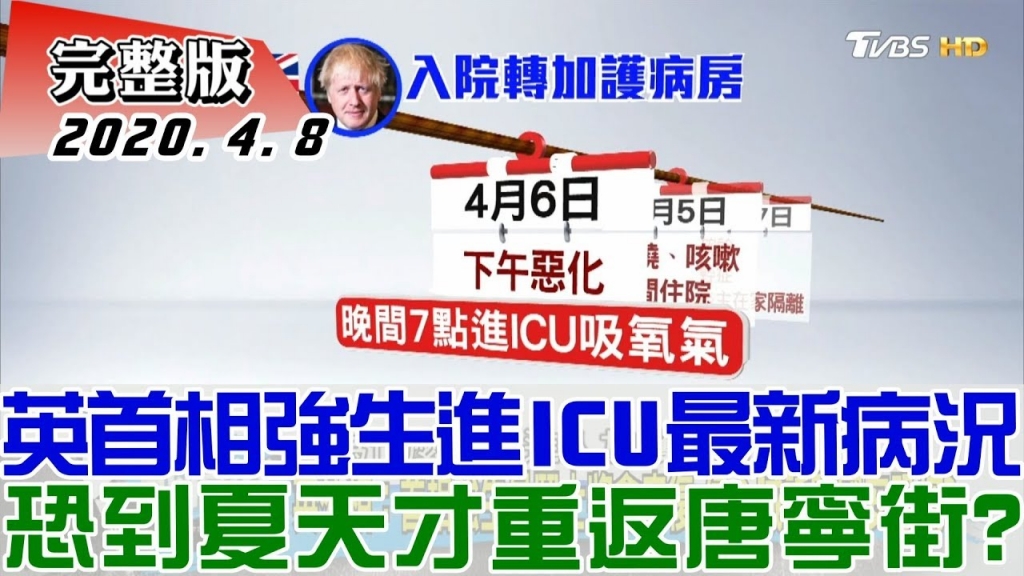 完整版
2020.4.8
TVBS HD
入院轉加護病房
4月6日
下午惡化
晚間7點進ICU吸氧氣
月5日
燒、咳嗽
間住院
7日
家隔離
英首相強生進ICU最新病況
恐到夏天才重返唐寧街?